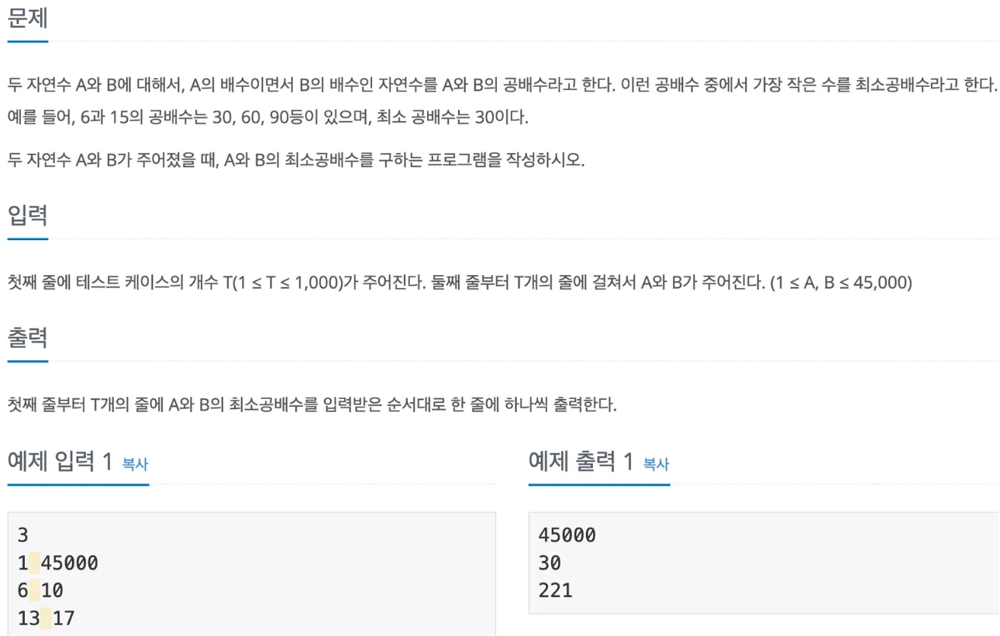 문제
두 자연수 A와 B에 대해서, A의 배수이면서 B의 배수인 자연수를 A와 B의 공배수라고 한다. 이런 공배수 중에서 가장 작은 수를 최소공배수라고 한다.
예를 들어, 6과 15의 공배수는 30, 60, 90등이 있으며, 최소 공배수는 30이다.
두 자연수 A와 B가 주어졌을 때, A와 B의 최소공배수를 구하는 프로그램을 작성하시오.
입력
첫째 줄에 테스트 케이스의 개수 T(1 ≤ T ≤ 1,000)가 주어진다. 둘째 줄부터 T개의 줄에 걸쳐서 A와 B가 주어진다. (1 ≤ A, B ≤ 45,000)
출력
첫째 줄부터 T개의 줄에 A와 B의 최소공배수를 입력받은 순서대로 한 줄에 하나씩 출력한다.
예제 입력 1 복사
3
1 45000
6 10
13 17
예제 출력 1 복사
45000
30
221